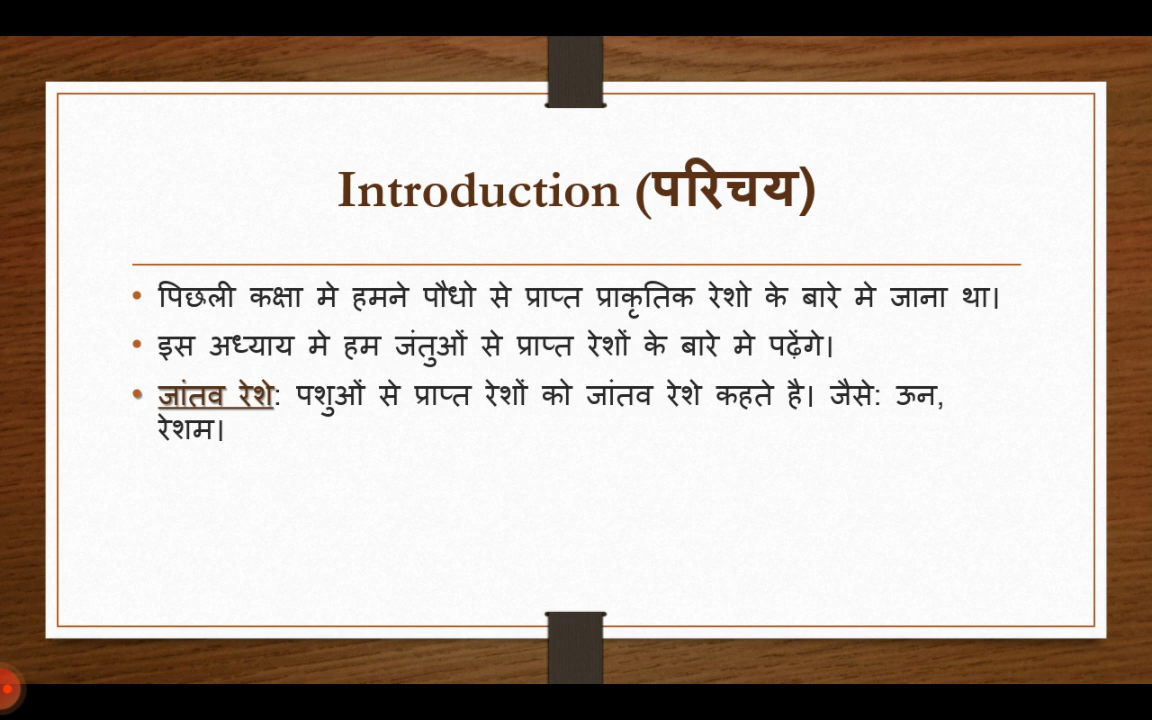 Introduction (परिचय)
• पिछली कक्षा मे हमने पौधो से प्राप्त प्राकृतिक रेशो के बारे मे जाना था।
• इस अध्याय मे हम जंतुओं से प्राप्त रेशों के बारे मे पढ़ेंगे।
• जांतव रेशे: पशुओं से प्राप्त रेशों को जांतव रेशे कहते है। जैसे: ऊन,
रेशम।